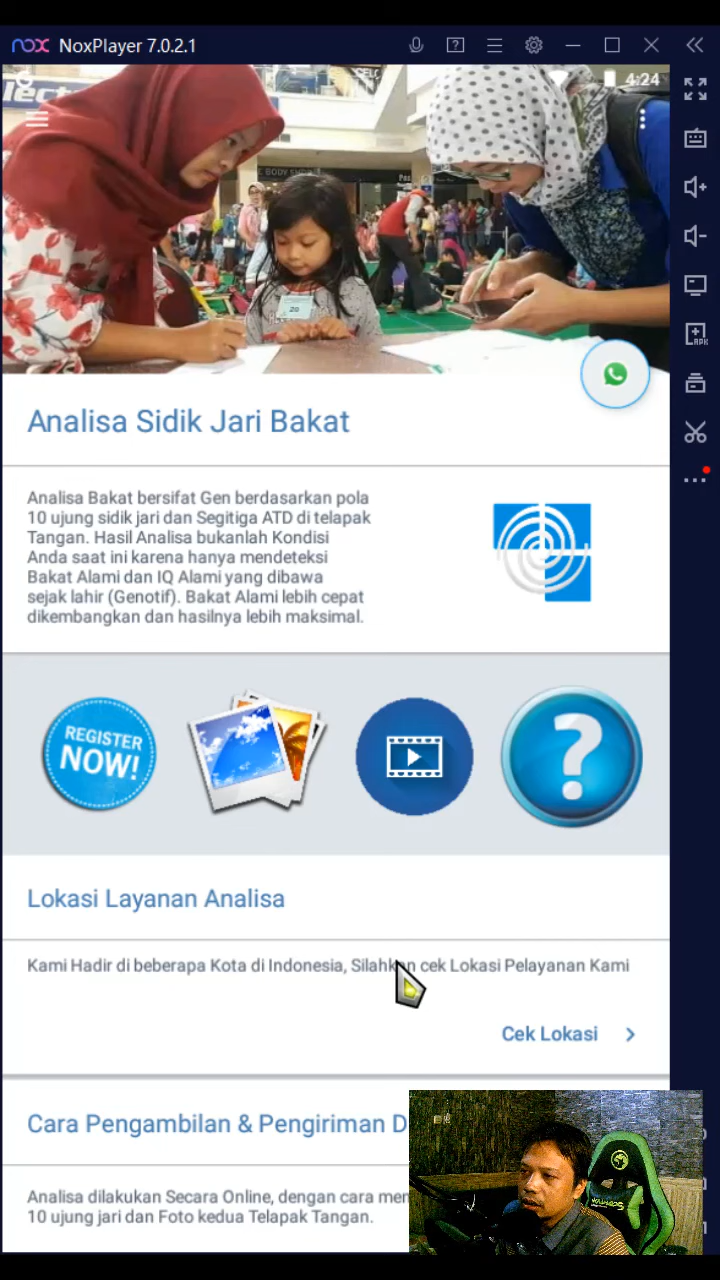 nox NoxPlayer 7.0.2.1
4:24
20
Analisa Sidik Jari Bakat
Analisa Bakat bersifat Gen berdasarkan pola
10 ujung sidik jari dan Segitiga ATD di telapak
Tangan. Hasil Analisa bukanlah Kondisi
Anda saat ini karena hanya mendeteksi
Bakat Alami dan IQ Alami yang dibawa
sejak lahir (Genotif). Bakat Alami lebih cepat
dikembangkan dan hasilnya lebih maksimal.
REGISTER
NOW!
?
Lokasi Layanan Analisa
Kami Hadir di beberapa Kota di Indonesia, Silahkan cek Lokasi Pelayanan Kami
Cek Lokasi
Cara Pengambilan & Pengiriman D
Analisa dilakukan Secara Online, dengan cara men
10 ujung jari dan Foto kedua Telapak Tangan.